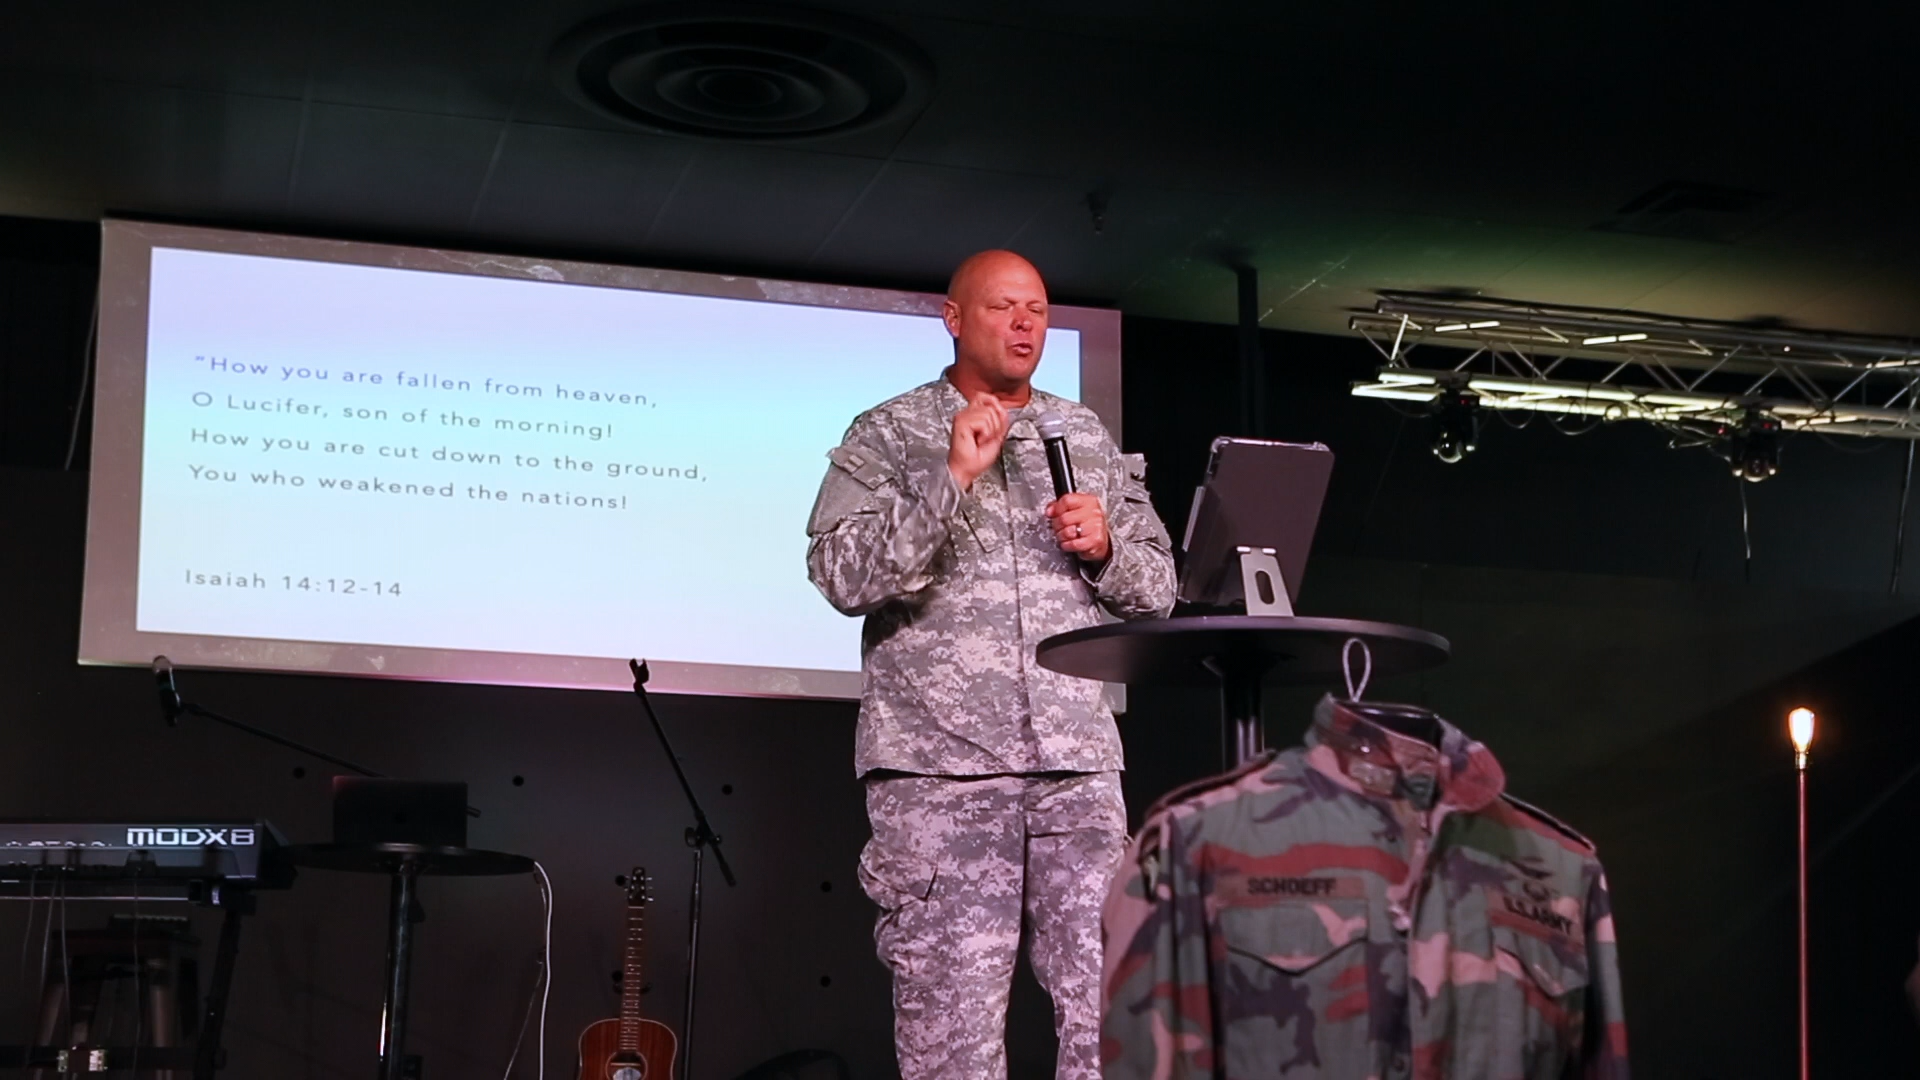 “How you are fallen from heaven,
O Lucifer, son of the morning!
How you are cut down to the ground,
You who weakened the nations!
Isaiah 14:12-14
MODX8
SCHOEFF
U.S. ARMY